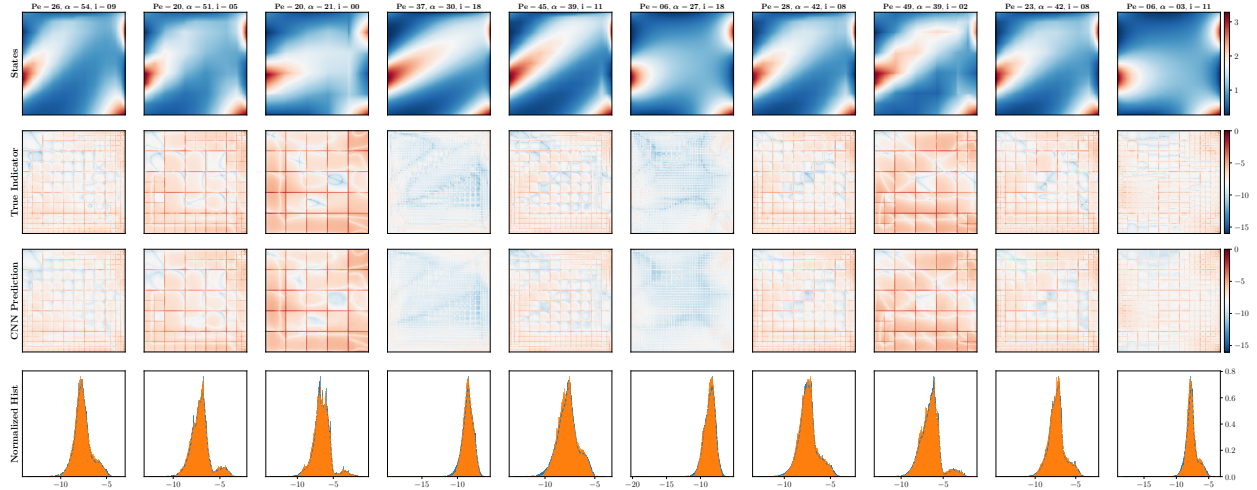 Pe − 26, α − 54, i − 09
Pe − 20, α − 51, i − 05
Pe − 20, α − 21, i − 00
Pe − 37, α − 30, i − 18
Pe − 45, α − 39, i − 11
Pe − 06, α − 27, i − 18
Pe − 28, α − 42, i − 08
Pe − 49, α − 39, i − 02
Pe − 23, α − 42, i − 08
Pe − 06, α − 03, i − 11
States
3
2
1
True Indicator
0
−5
−10
−15
CNN Prediction
0
−5
−10
−15
Normalized Hist
0.8
0.6
0.4
0.2
0.0
−10 −5
−10 −5
−10 −5
−15 −10
−10 −5
−20 −15 −10
−10 −5
−10 −5
−10 −5
−10 −5